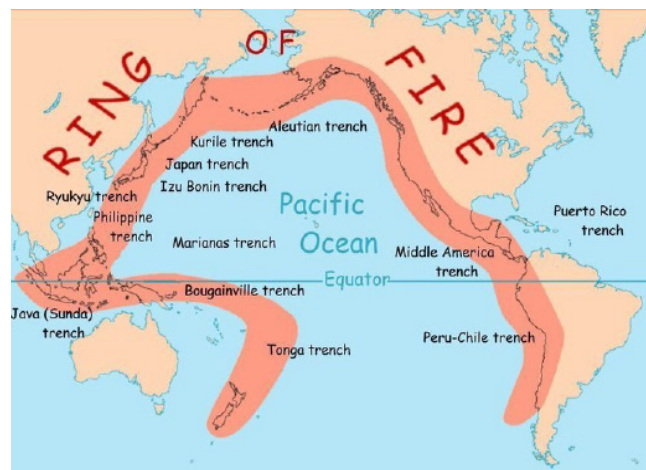 RING OF FIRE
Aleutian trench
Kurile trench
Japan trench
Izu Bonin trench
Ryukyu trench
Philippine
trench
Pacific
Ocean
Puerto Rico
trench
Marianas trench
Middle America
trench
Equator
Bougainville trench
Java (Sunda)
trench
Tonga trench
Peru-Chile trench